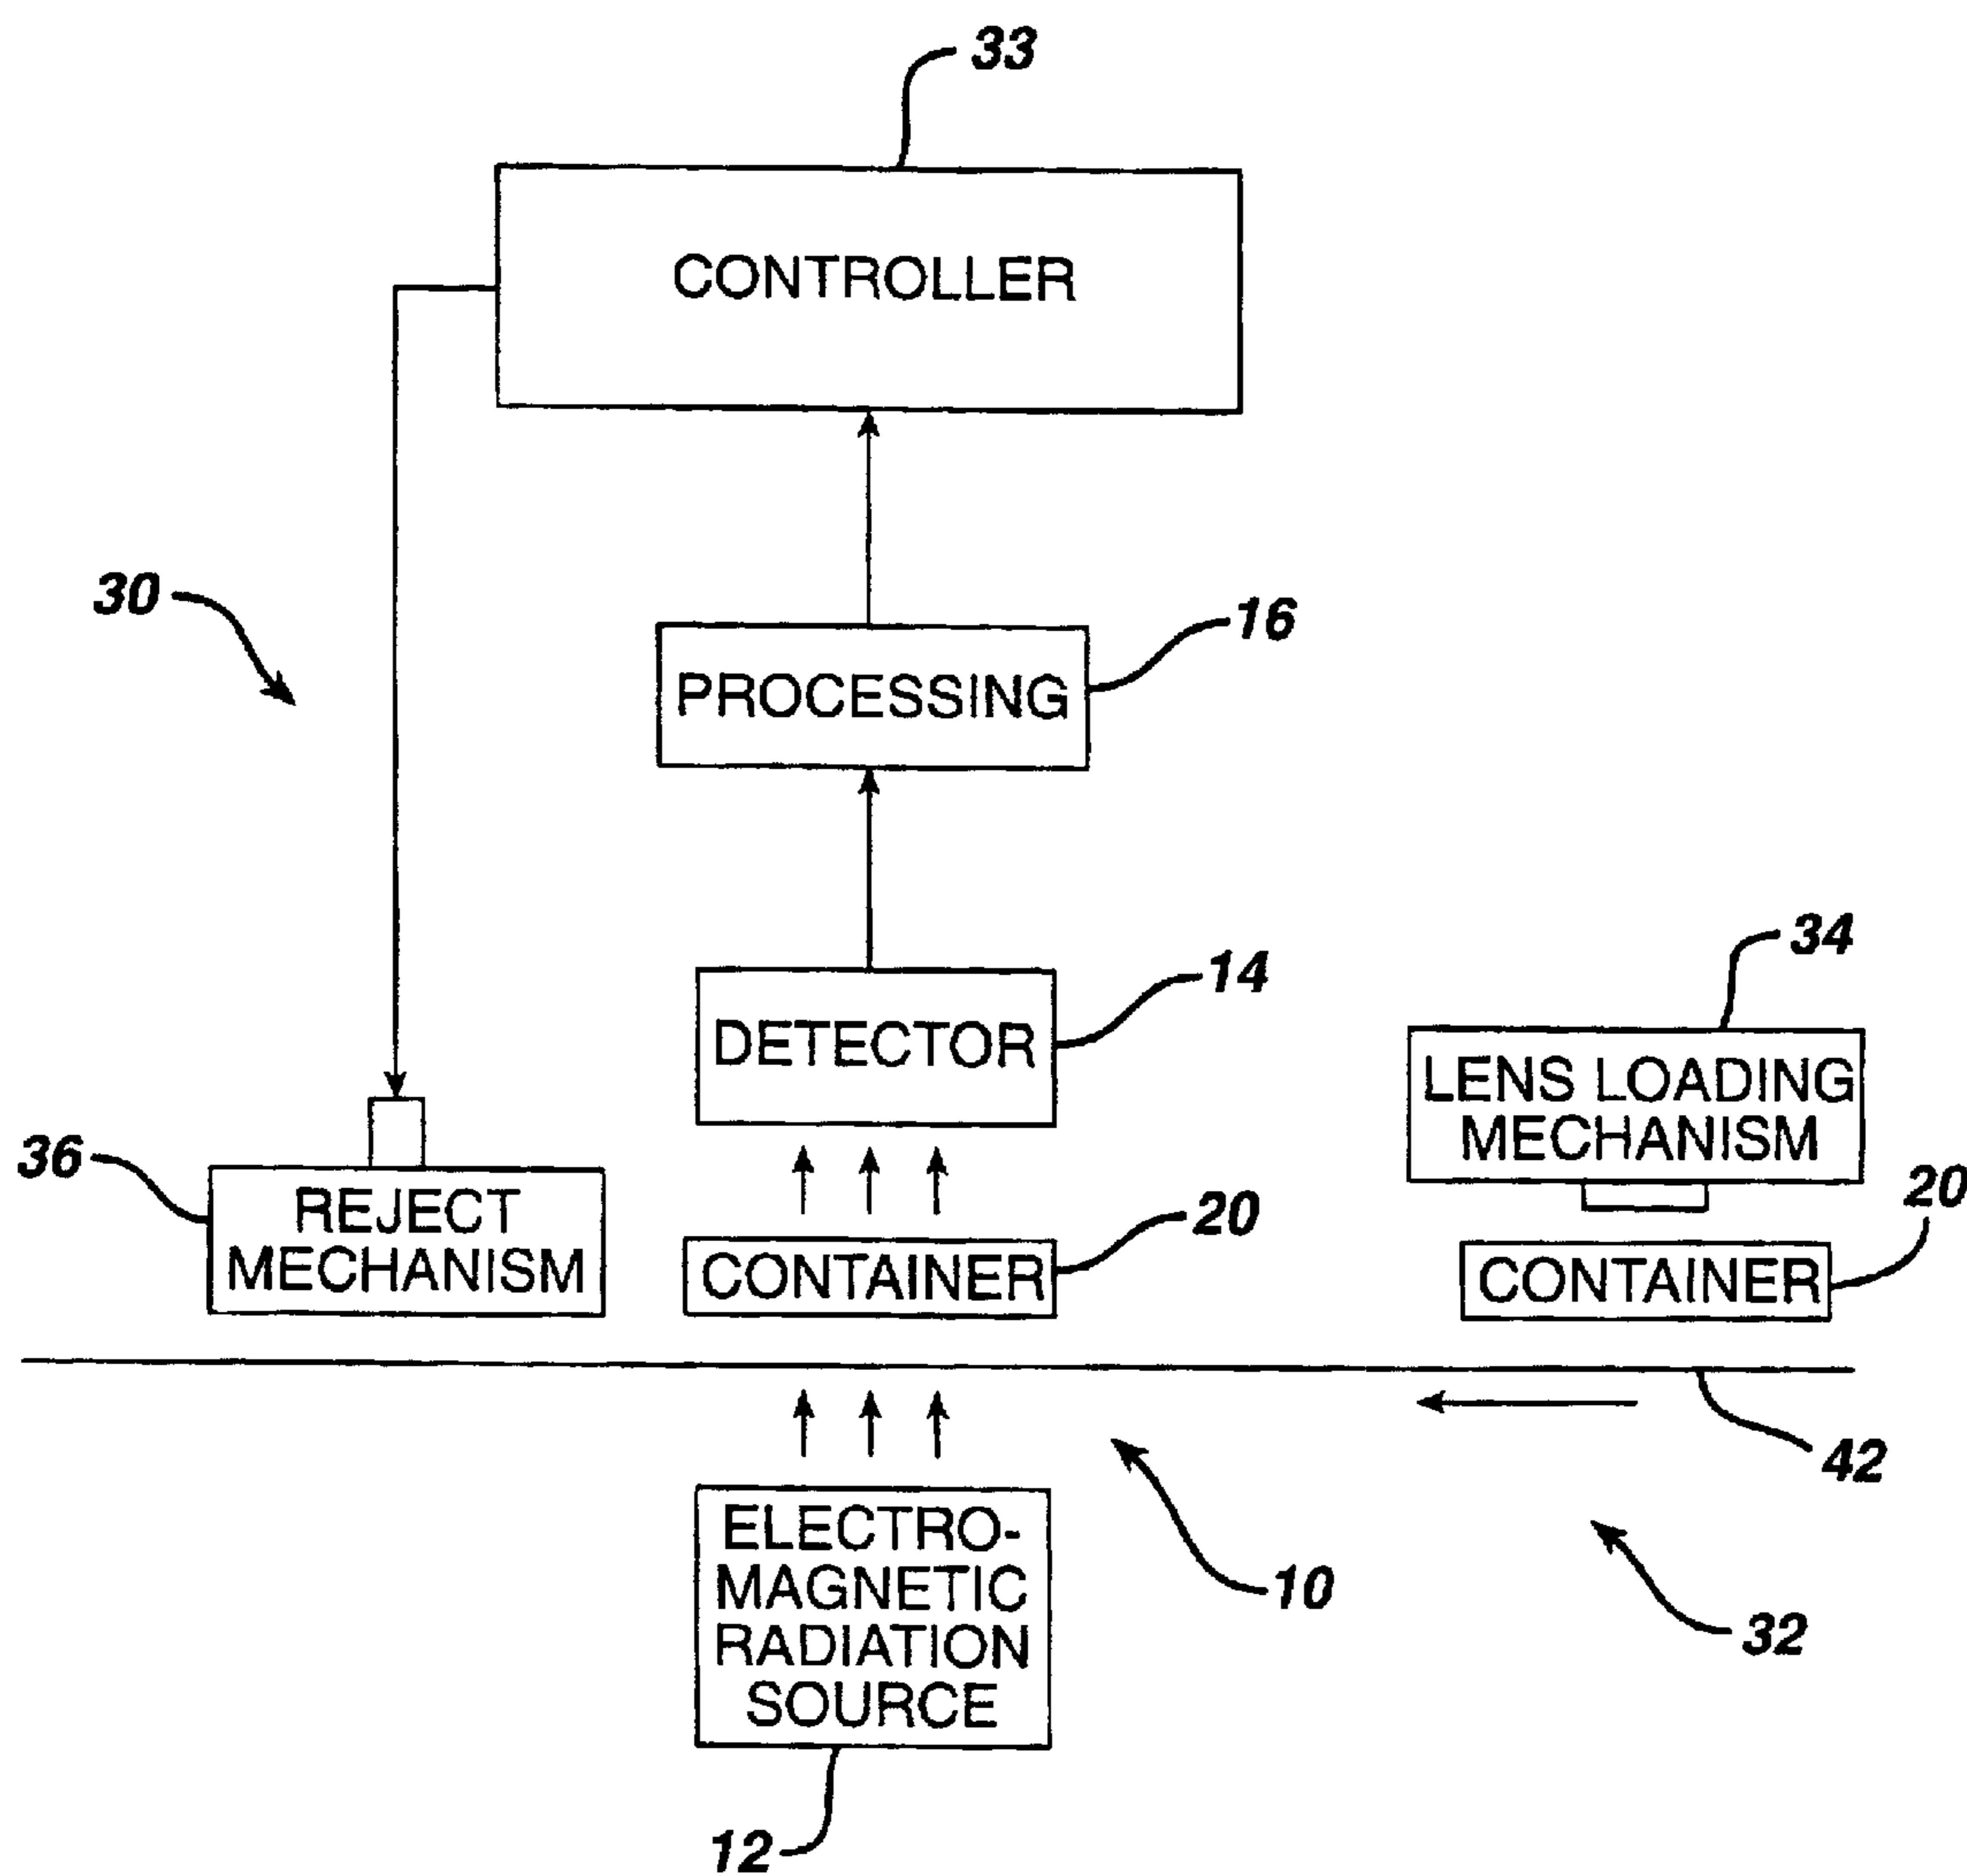 33
CONTROLLER
30
16
PROCESSING
34
14
DETECTOR
LENS LOADING
MECHANISM
36
REJECT
MECHANISM
20
CONTAINER
20
CONTAINER
42
10
32
ELECTRO-
MAGNETIC
RADIATION
SOURCE
12